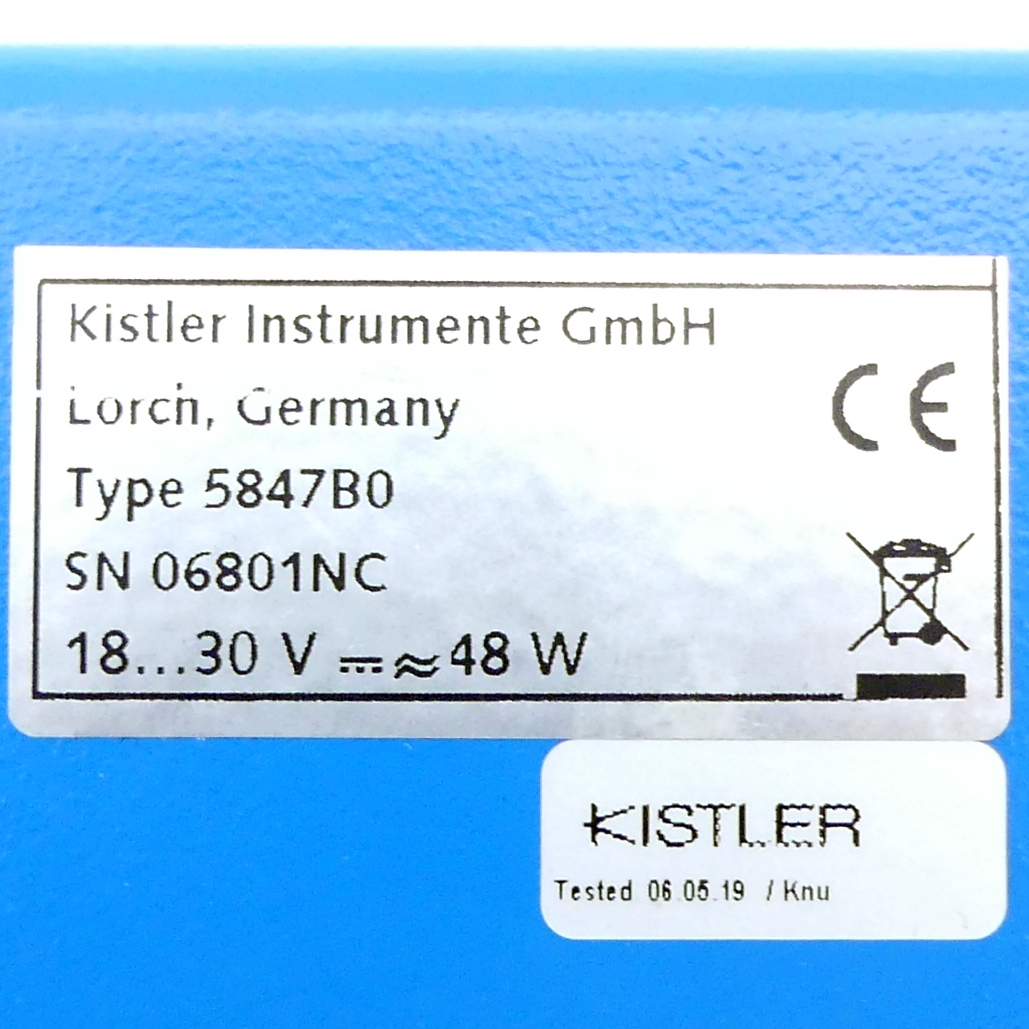 Kistler Instrumente GmbH
Lorch, Germany
CE
Type 5847B0
SN 06801NC
18...30 V ⎓≈48 W
KISTLER
Tested 06.05.19 / Knu